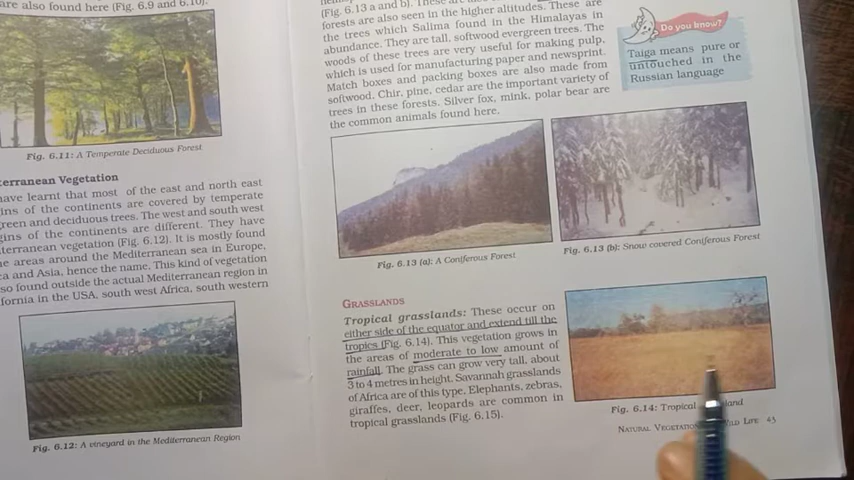 are also found here (Fig. 6.9 and 6.10).
Fig. 6.11: A Temperate Deciduous Forest
terranean Vegetation
have learnt that most of the east and north east
gins of the continents are covered by temperate
green and deciduous trees. The west and south west
gins of the continents are different. They have
terranean vegetation (Fig. 6.12). It is mostly found
e areas around the Mediterranean sea in Europe,
ca and Asia, hence the name. This kind of vegetation
so found outside the actual Mediterranean region in
fornia in the USA, south west Africa, south western
Fig. 6.12: A vineyard in the Mediterranean Region
(Fig. 6.13 a and b). These are
forests are also seen in the higher altitudes. These are
the trees which Salima found in the Himalayas in
abundance. They are tall, softwood evergreen trees. The
woods of these trees are very useful for making pulp,
which is used for manufacturing paper and newsprint.
Match boxes and packing boxes are also made from
softwood. Chir, pine, cedar are the important variety of
trees in these forests. Silver fox, mink, polar bear are
the common animals found here.
Do you know?
Taiga means pure or
untouched in the
Russian language
Fig. 6.13 (a): A Coniferous Forest
Fig. 6.13 (b): Snow covered Coniferous Forest
GRASSLANDS
Tropical grasslands: These occur on
either side of the equator and extend till the
tropics (Fig. 6.14). This vegetation grows in
the areas of moderate to low amount of
rainfall. The grass can grow very tall, about
3 to 4 metres in height. Savannah grasslands
of Africa are of this type. Elephants, zebras,
giraffes, deer, leopards are common in
tropical grasslands (Fig. 6.15).
Fig. 6.14: Tropical land
NATURAL VEGETATION WILD LIFE 43